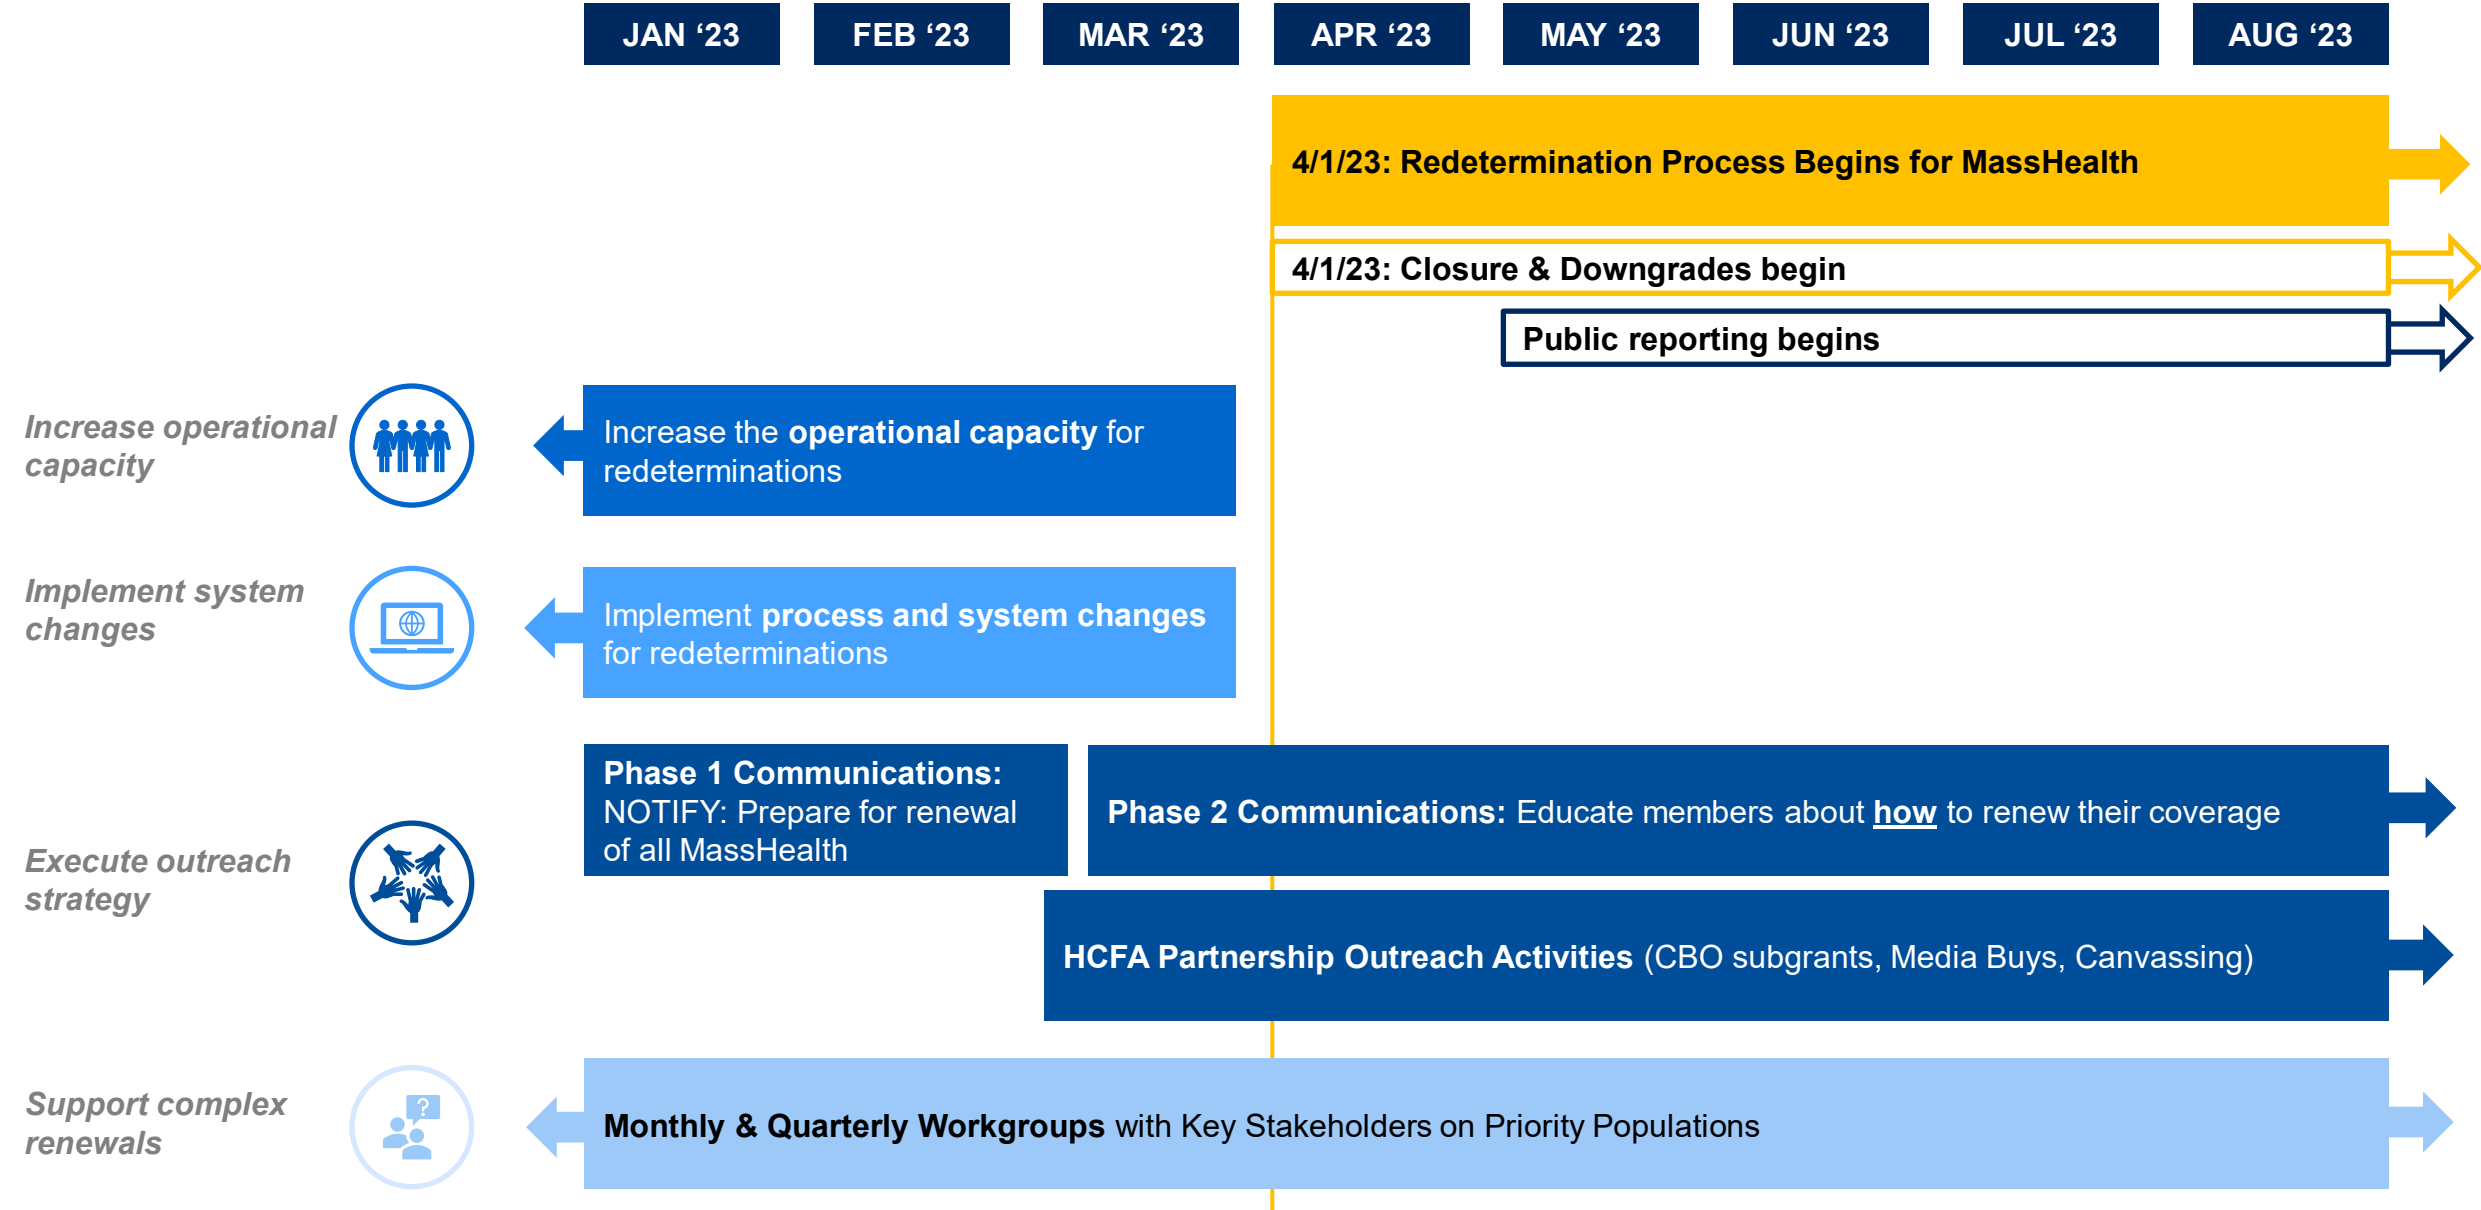 JAN ‘23
FEB ‘23
MAR ‘23
APR ‘23
MAY ‘23
JUN ‘23
JUL ‘23
AUG ‘23
4/1/23: Redetermination Process Begins for MassHealth
4/1/23: Closure & Downgrades begin
Public reporting begins
Increase operational
capacity
Increase the operational capacity for
redeterminations
Implement system
changes
Implement process and system changes
for redeterminations
Execute outreach
strategy
Phase 1 Communications:
NOTIFY: Prepare for renewal
of all MassHealth
Phase 2 Communications: Educate members about how to renew their coverage
HCFA Partnership Outreach Activities (CBO subgrants, Media Buys, Canvassing)
Support complex
renewals
?
Monthly & Quarterly Workgroups with Key Stakeholders on Priority Populations